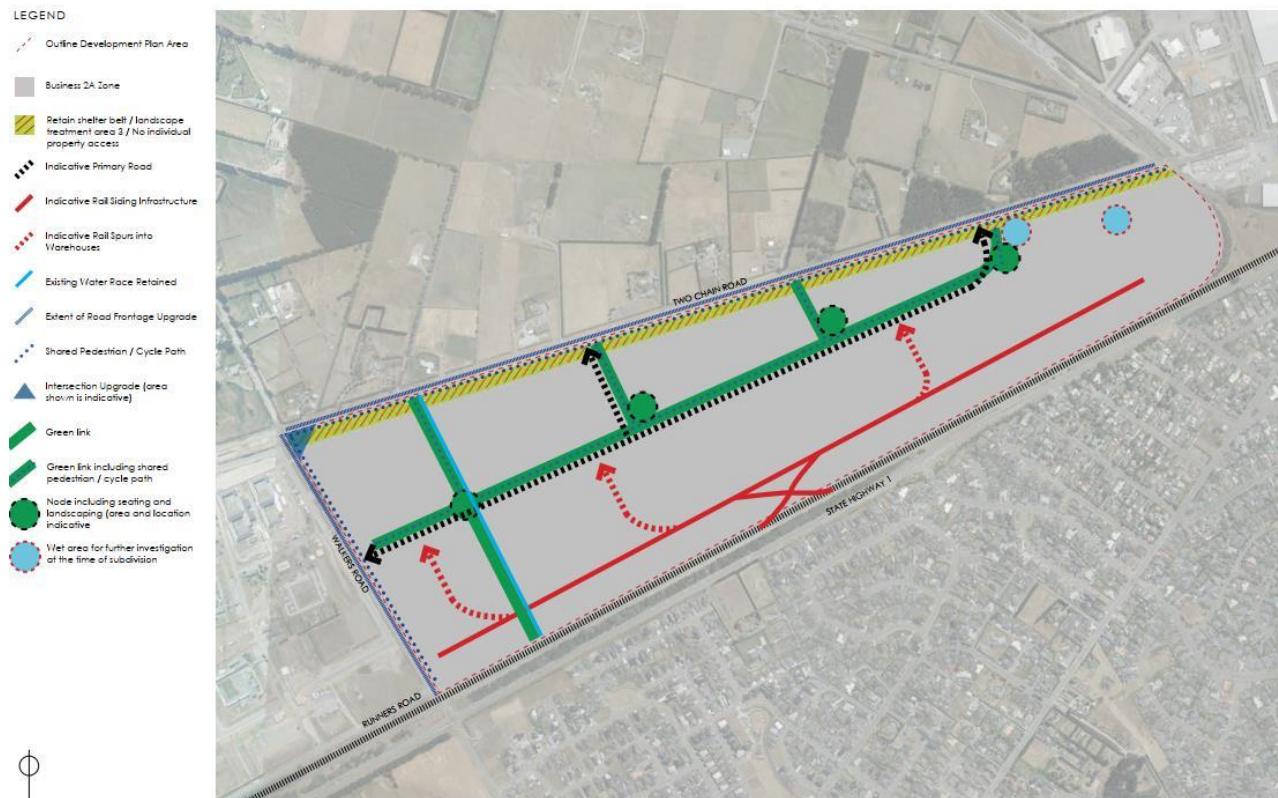 LEGEND
Outline Development Plan Area
Business 2A Zone
Retain shelter belt / landscape
treatment area 3 / No individual
property access
Indicative Primary Road
Indicative Rail Siding Infrastructure
Indicative Rail Spurs into
Warehouses
Existing Water Race Retained
Extent of Road Frontage Upgrade
Shared Pedestrian / Cycle Path
Intersection Upgrade (area
shown is indicative)
Green link
Green link including shared
pedestrian / cycle path
Node including seating and
landscaping (area and location
indicative
Wet area for further investigation
at the time of subdivision
TWO CHAIN ROAD
WALKERS ROAD
STATE HIGHWAY 1
RUNNERS ROAD